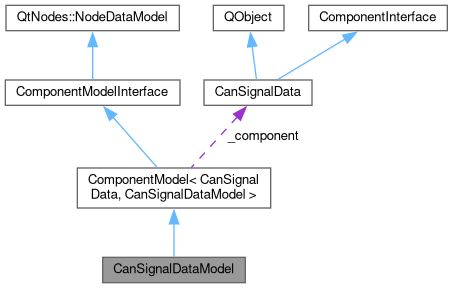 QtNodes::NodeDataModel
QObject
ComponentInterface
ComponentModelInterface
CanSignalData
_component
ComponentModel< CanSignal
Data, CanSignalDataModel >
CanSignalDataModel